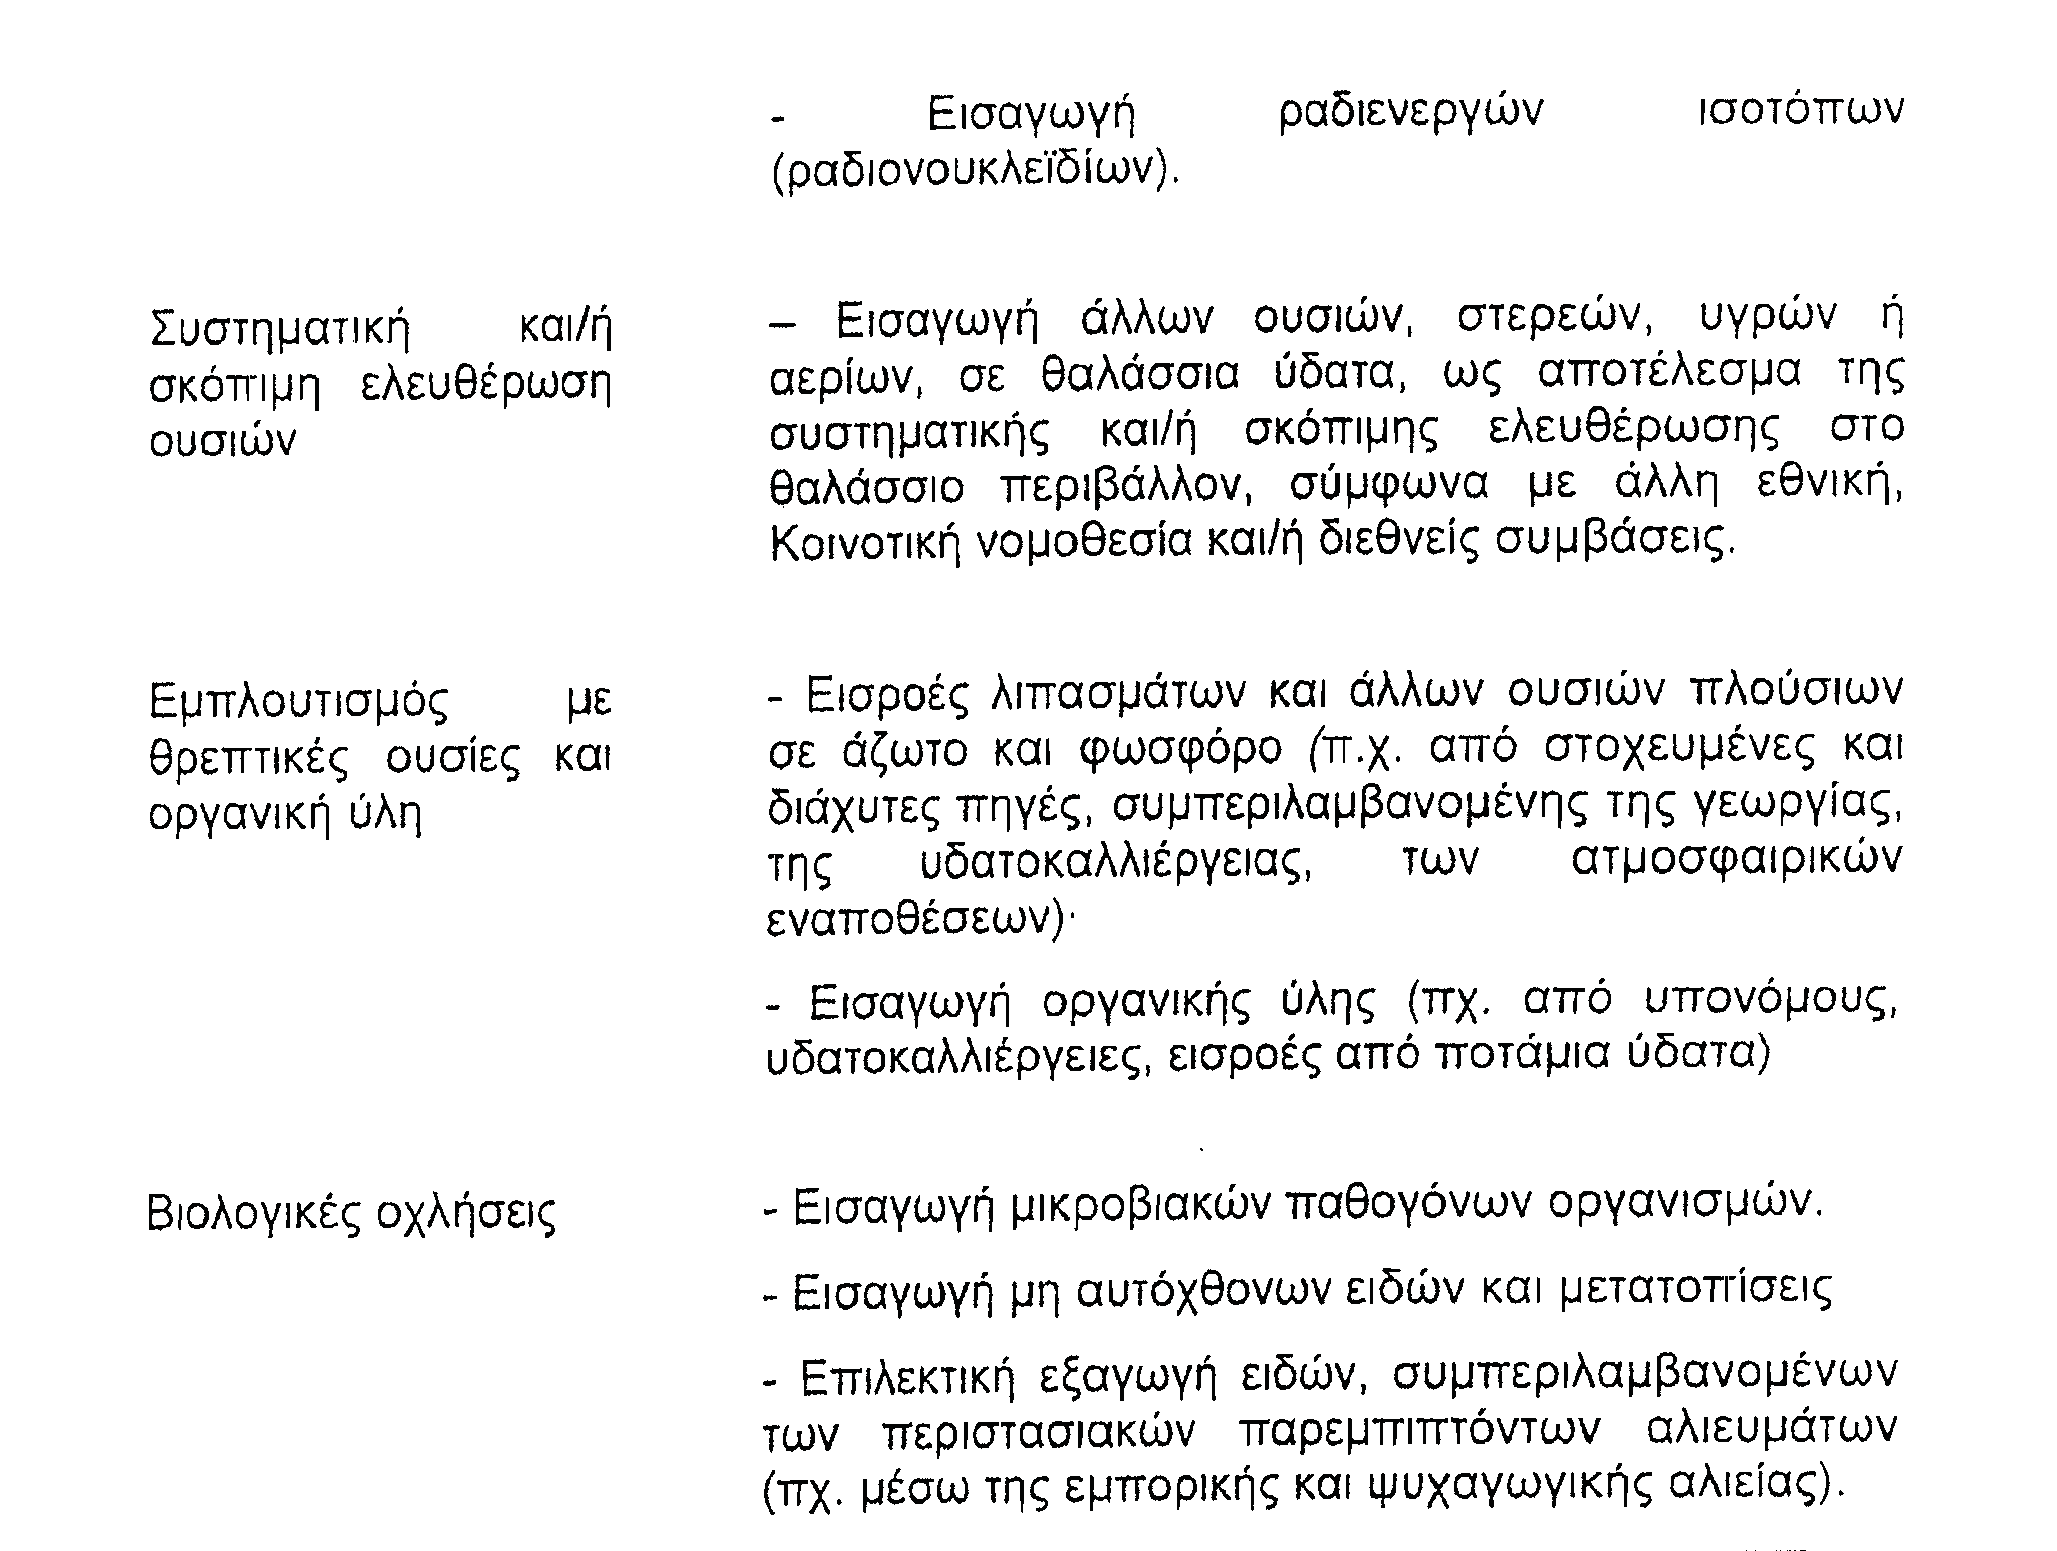 - Εισαγωγή ραδιενεργών ισοτόπων
(ραδιονουκλεϊδίων).
Συστηματική και/ή
σκόπιμη ελευθέρωση
ουσιών
– Εισαγωγή άλλων ουσιών, στερεών, υγρών ή
αερίων, σε θαλάσσια ύδατα, ως αποτέλεσμα της
συστηματικής και/ή σκόπιμης ελευθέρωσης στο
θαλάσσιο περιβάλλον, σύμφωνα με άλλη εθνική,
Κοινοτική νομοθεσία και/ή διεθνείς συμβάσεις.
Εμπλουτισμός με
θρεπτικές ουσίες και
οργανική ύλη
- Εισροές λιπασμάτων και άλλων ουσιών πλούσιων
σε άζωτο και φωσφόρο (π.χ. από στοχευμένες και
διάχυτες πηγές, συμπεριλαμβανομένης της γεωργίας,
της υδατοκαλλιέργειας, των ατμοσφαιρικών
εναποθέσεων)·
- Εισαγωγή οργανικής ύλης (πχ. από υπονόμους,
υδατοκαλλιέργειες, εισροές από ποτάμια ύδατα)
Βιολογικές οχλήσεις
- Εισαγωγή μικροβιακών παθογόνων οργανισμών.
- Εισαγωγή μη αυτόχθονων ειδών και μετατοπίσεις
- Επιλεκτική εξαγωγή ειδών, συμπεριλαμβανομένων
των περιστασιακών παρεμπιπτόντων αλιευμάτων
(πχ. μέσω της εμπορικής και ψυχαγωγικής αλιείας).